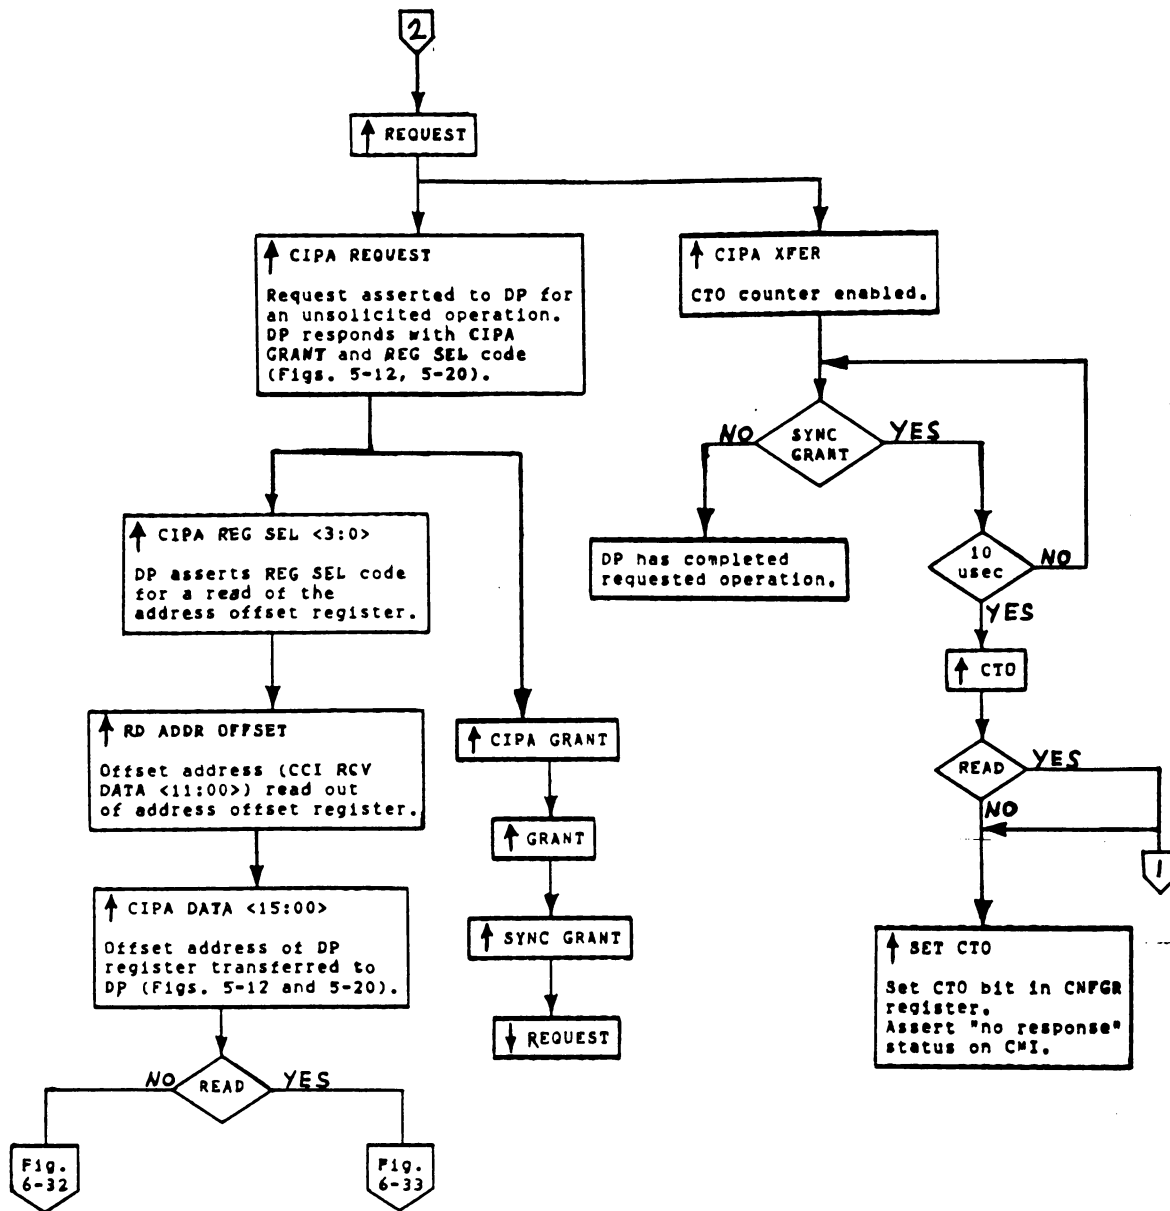 2
↑ REQUEST
↑ CIPA REQUEST
Request asserted to DP for
an unsolicited operation.
DP responds with CIPA
GRANT and REG SEL code
(Figs. 5-12, 5-20).
↑ CIPA XFER
CTO counter enabled.
SYNC
GRANT
NO
YES
DP has completed
requested operation.
10
usec
NO
YES
↑ CTO
READ
YES
NO
1
↑ SET CTO
Set CTO bit in CNFGR
register.
Assert "no response"
status on CMI.
↑ CIPA REG SEL <3:0>
DP asserts REG SEL code
for a read of the
address offset register.
↑ RD ADDR OFFSET
Offset address (CCI RCV
DATA <11:00>) read out
of address offset register.
↑ CIPA DATA <15:00>
Offset address of DP
register transferred to
DP (Figs. 5-12 and 5-20).
READ
NO
YES
Fig.
6-32
Fig.
6-33
↑ CIPA GRANT
↑ GRANT
↑ SYNC GRANT
↓ REQUEST